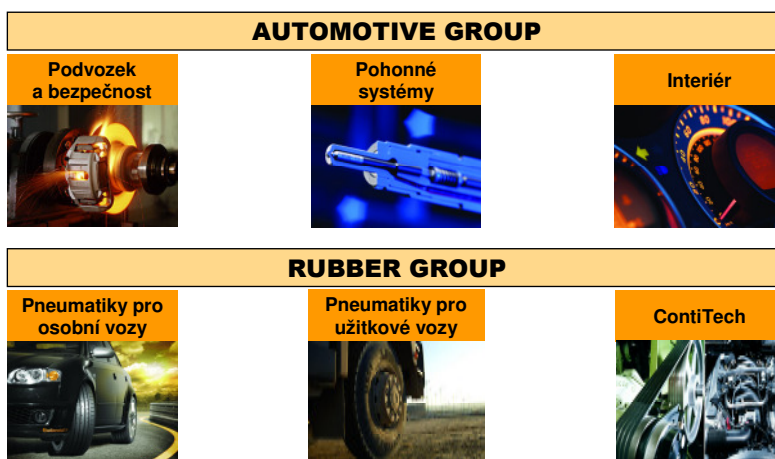 AUTOMOTIVE GROUP
Podvozek
a bezpečnost
Pohonné
systémy
Interiér
RUBBER GROUP
Pneumatiky pro
osobní vozy
Pneumatiky pro
užitkové vozy
ContiTech